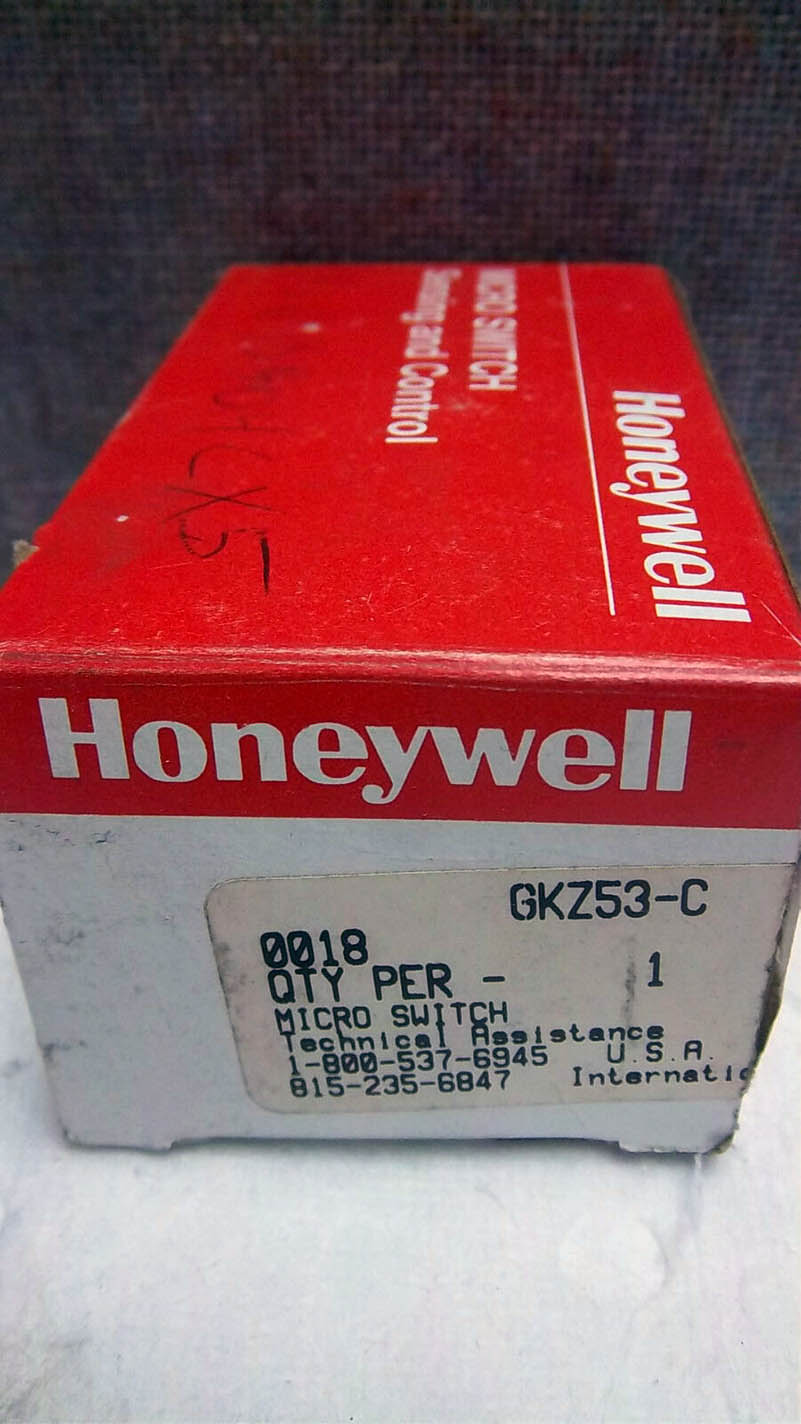 MICRO SWITCH
Sensing and Control
Honeywell
Honeywell
GKZ53-C
0018
QTY PER - 1
MICRO SWITCH
Technical Assistance
1-800-537-6945 U.S.A.
815-235-6847 Internatio